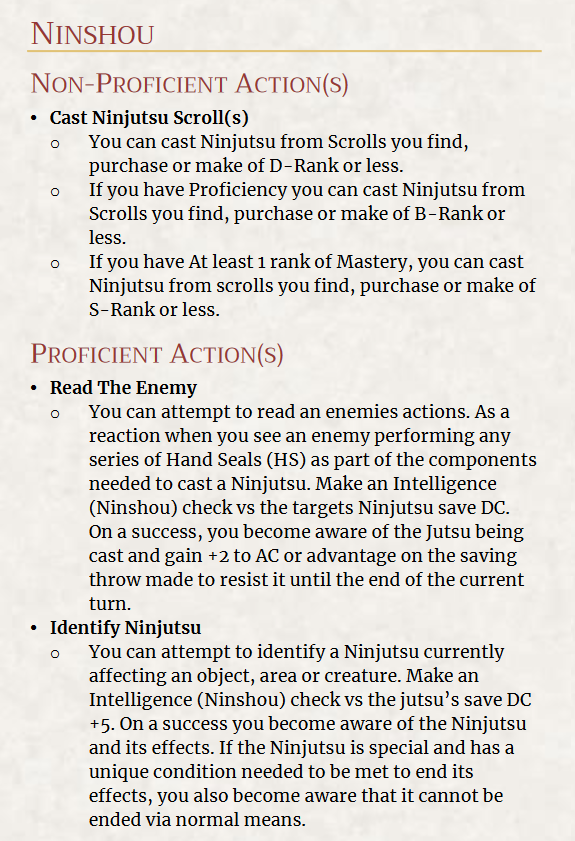 Ninshou
Non-Proficient Action(s)
• Cast Ninjutsu Scroll(s)
o You can cast Ninjutsu from Scrolls you find,
purchase or make of D-Rank or less.
o If you have Proficiency you can cast Ninjutsu from
Scrolls you find, purchase or make of B-Rank or
less.
o If you have At least 1 rank of Mastery, you can cast
Ninjutsu from scrolls you find, purchase or make of
S-Rank or less.
Proficient Action(s)
• Read The Enemy
o You can attempt to read an enemies actions. As a
reaction when you see an enemy performing any
series of Hand Seals (HS) as part of the components
needed to cast a Ninjutsu. Make an Intelligence
(Ninshou) check vs the targets Ninjutsu save DC.
On a success, you become aware of the Jutsu being
cast and gain +2 to AC or advantage on the saving
throw made to resist it until the end of the current
turn.
• Identify Ninjutsu
o You can attempt to identify a Ninjutsu currently
affecting an object, area or creature. Make an
Intelligence (Ninshou) check vs the jutsu’s save DC
+5. On a success you become aware of the Ninjutsu
and its effects. If the Ninjutsu is special and has a
unique condition needed to be met to end its
effects, you also become aware that it cannot be
ended via normal means.